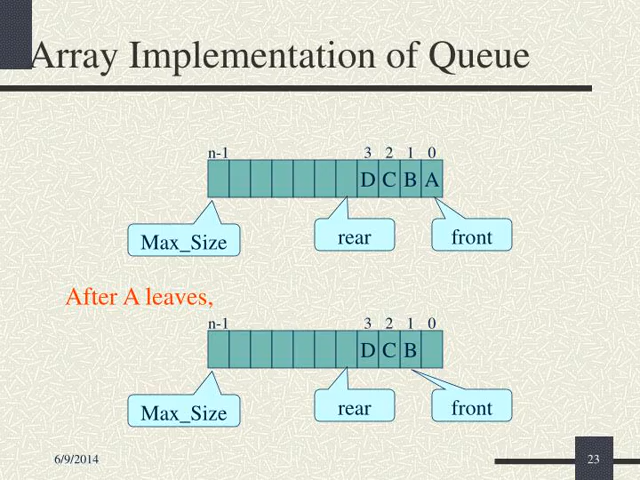 Array Implementation of Queue
n-1 3 2 1 0
D C B A
Max_Size rear front
After A leaves,
n-1 3 2 1 0
D C B
Max_Size rear front
6/9/2014 23